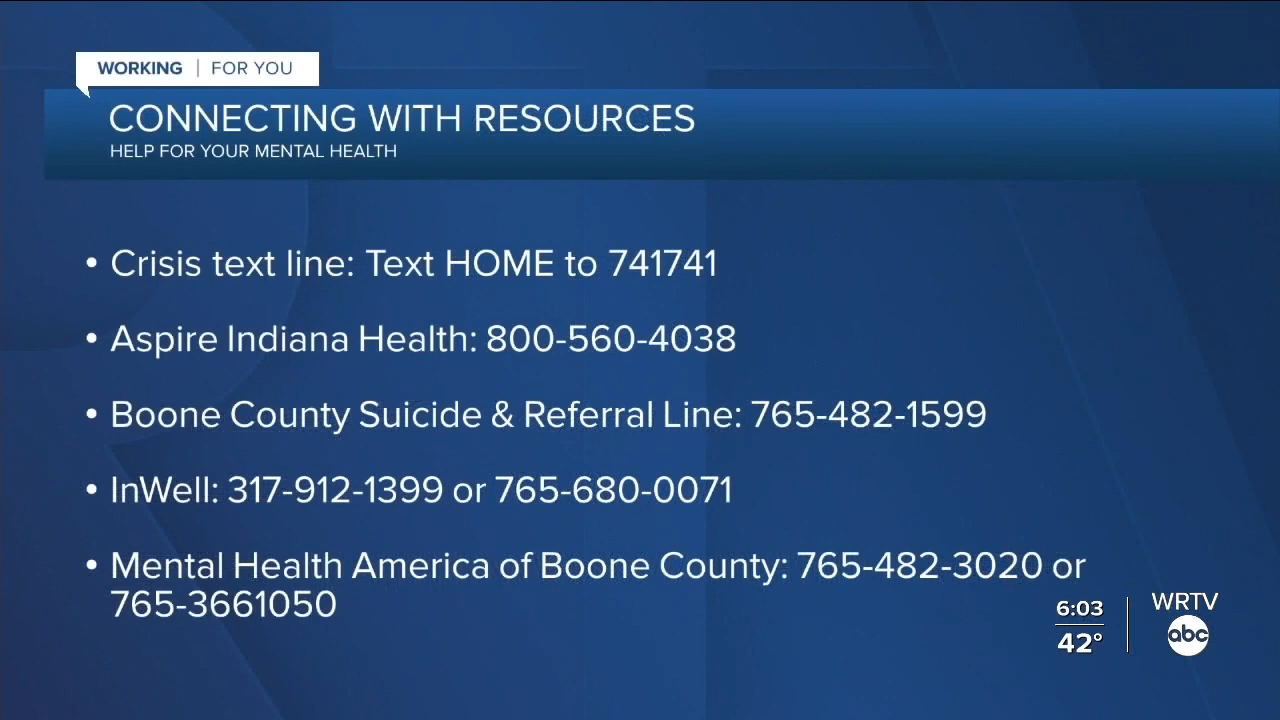 WORKING | FOR YOU
CONNECTING WITH RESOURCES
HELP FOR YOUR MENTAL HEALTH
• Crisis text line: Text HOME to 741741
• Aspire Indiana Health: 800-560-4038
• Boone County Suicide & Referral Line: 765-482-1599
• InWell: 317-912-1399 or 765-680-0071
• Mental Health America of Boone County: 765-482-3020 or
765-3661050
6:03
42°
WRTV
abc